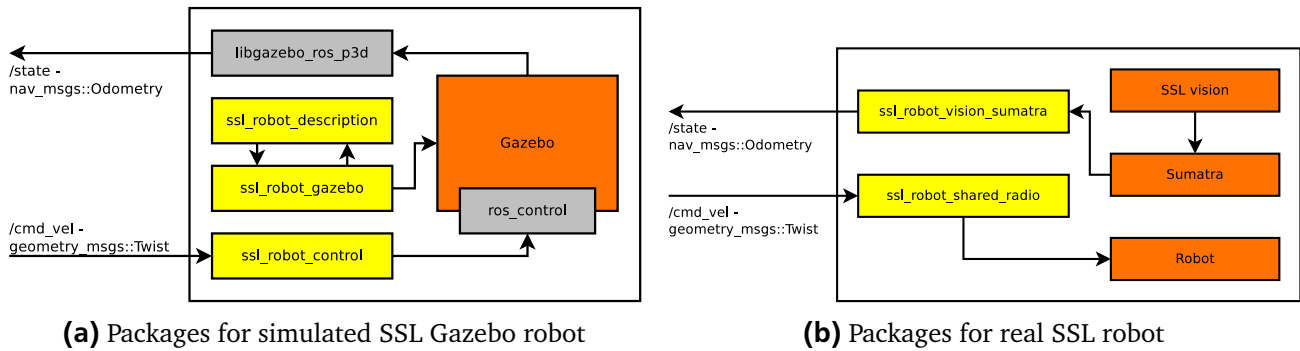 libgazebo_ros_p3d
/state -
nav_msgs::Odometry
ssl_robot_description
Gazebo
ssl_robot_gazebo
ros_control
/cmd_vel -
geometry_msgs::Twist
ssl_robot_control
(a) Packages for simulated SSL Gazebo robot
SSL vision
ssl_robot_vision_sumatra
/state -
nav_msgs::Odometry
Sumatra
ssl_robot_shared_radio
/cmd_vel -
geometry_msgs::Twist
Robot
(b) Packages for real SSL robot